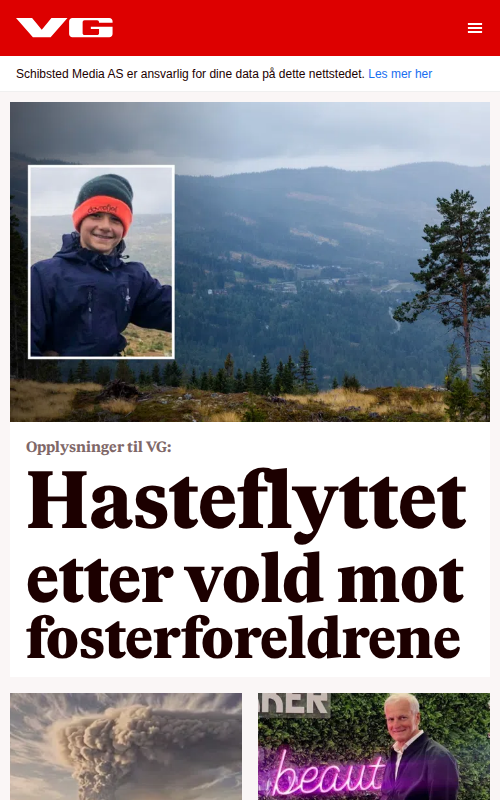 VG
Schibsted Media AS er ansvarlig for dine data på dette nettstedet. Les mer her
Opplysninger til VG:
Hasteflyttet
etter vold mot
fosterforeldrene
beaut